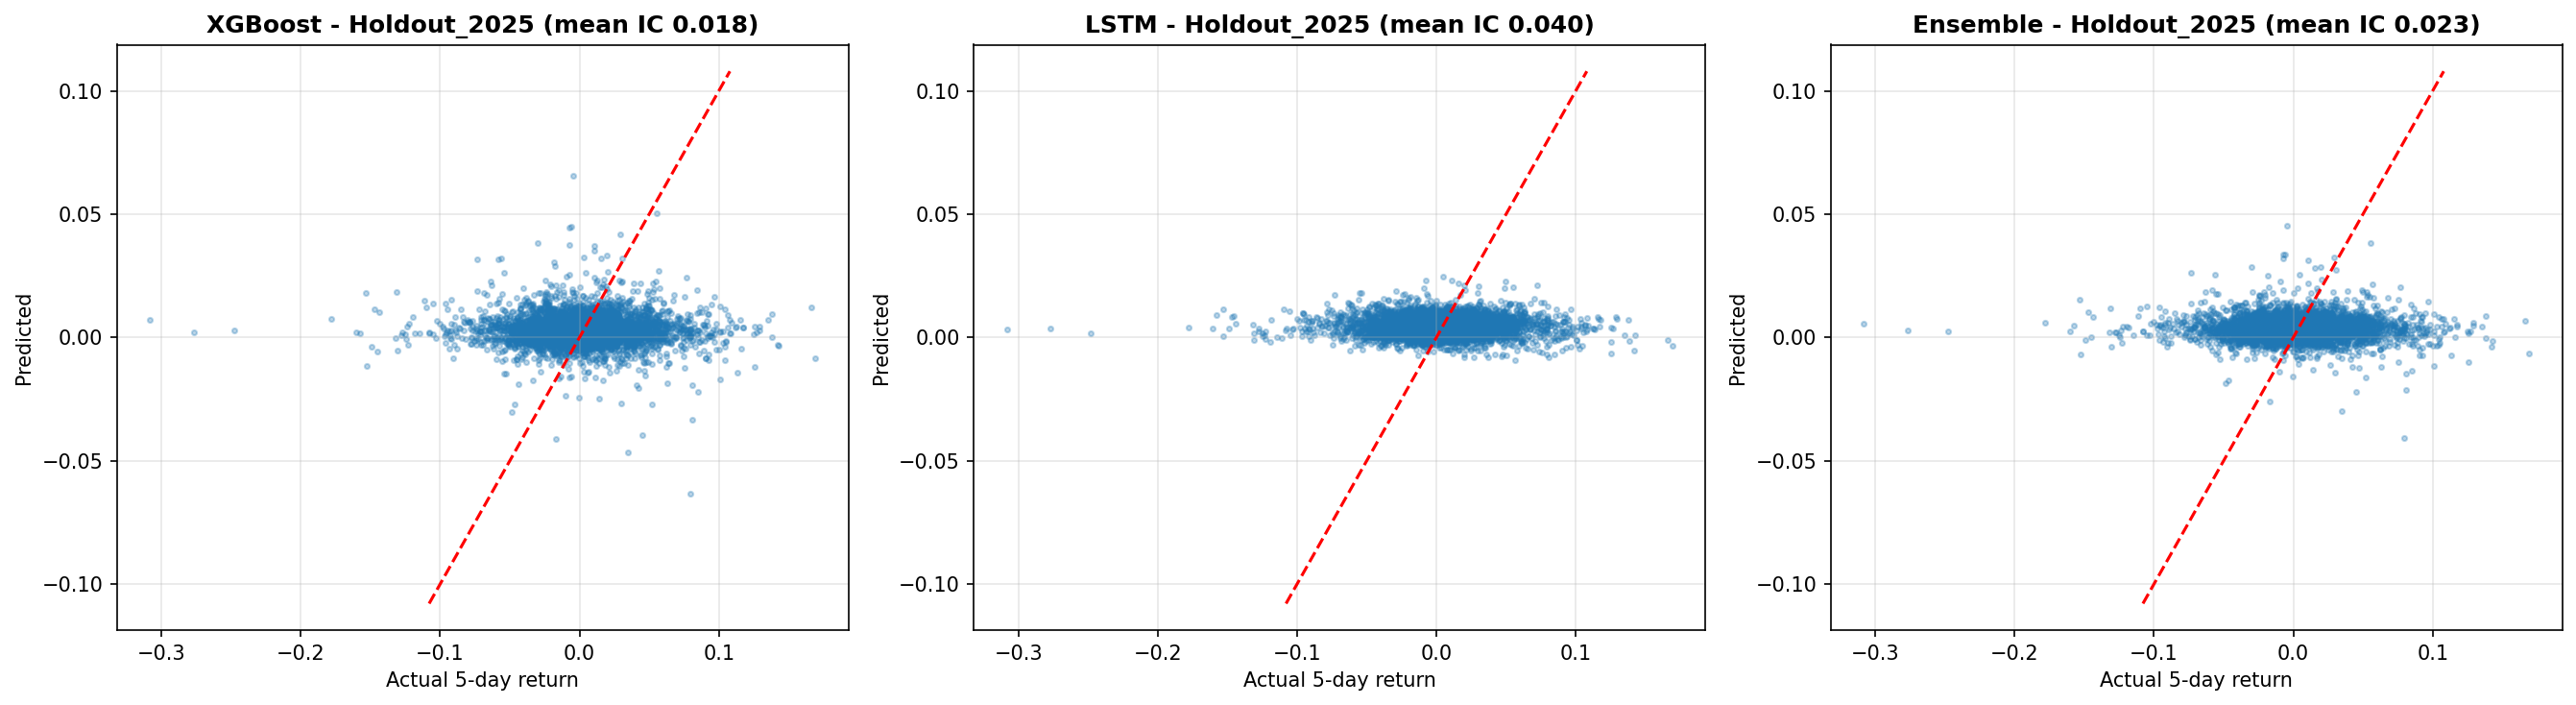 XGBoost - Holdout_2025 (mean IC 0.018)
Predicted
0.10
0.05
0.00
−0.05
−0.10
−0.3 −0.2 −0.1 0.0 0.1
Actual 5-day return
LSTM - Holdout_2025 (mean IC 0.040)
Predicted
0.10
0.05
0.00
−0.05
−0.10
−0.3 −0.2 −0.1 0.0 0.1
Actual 5-day return
Ensemble - Holdout_2025 (mean IC 0.023)
Predicted
0.10
0.05
0.00
−0.05
−0.10
−0.3 −0.2 −0.1 0.0 0.1
Actual 5-day return